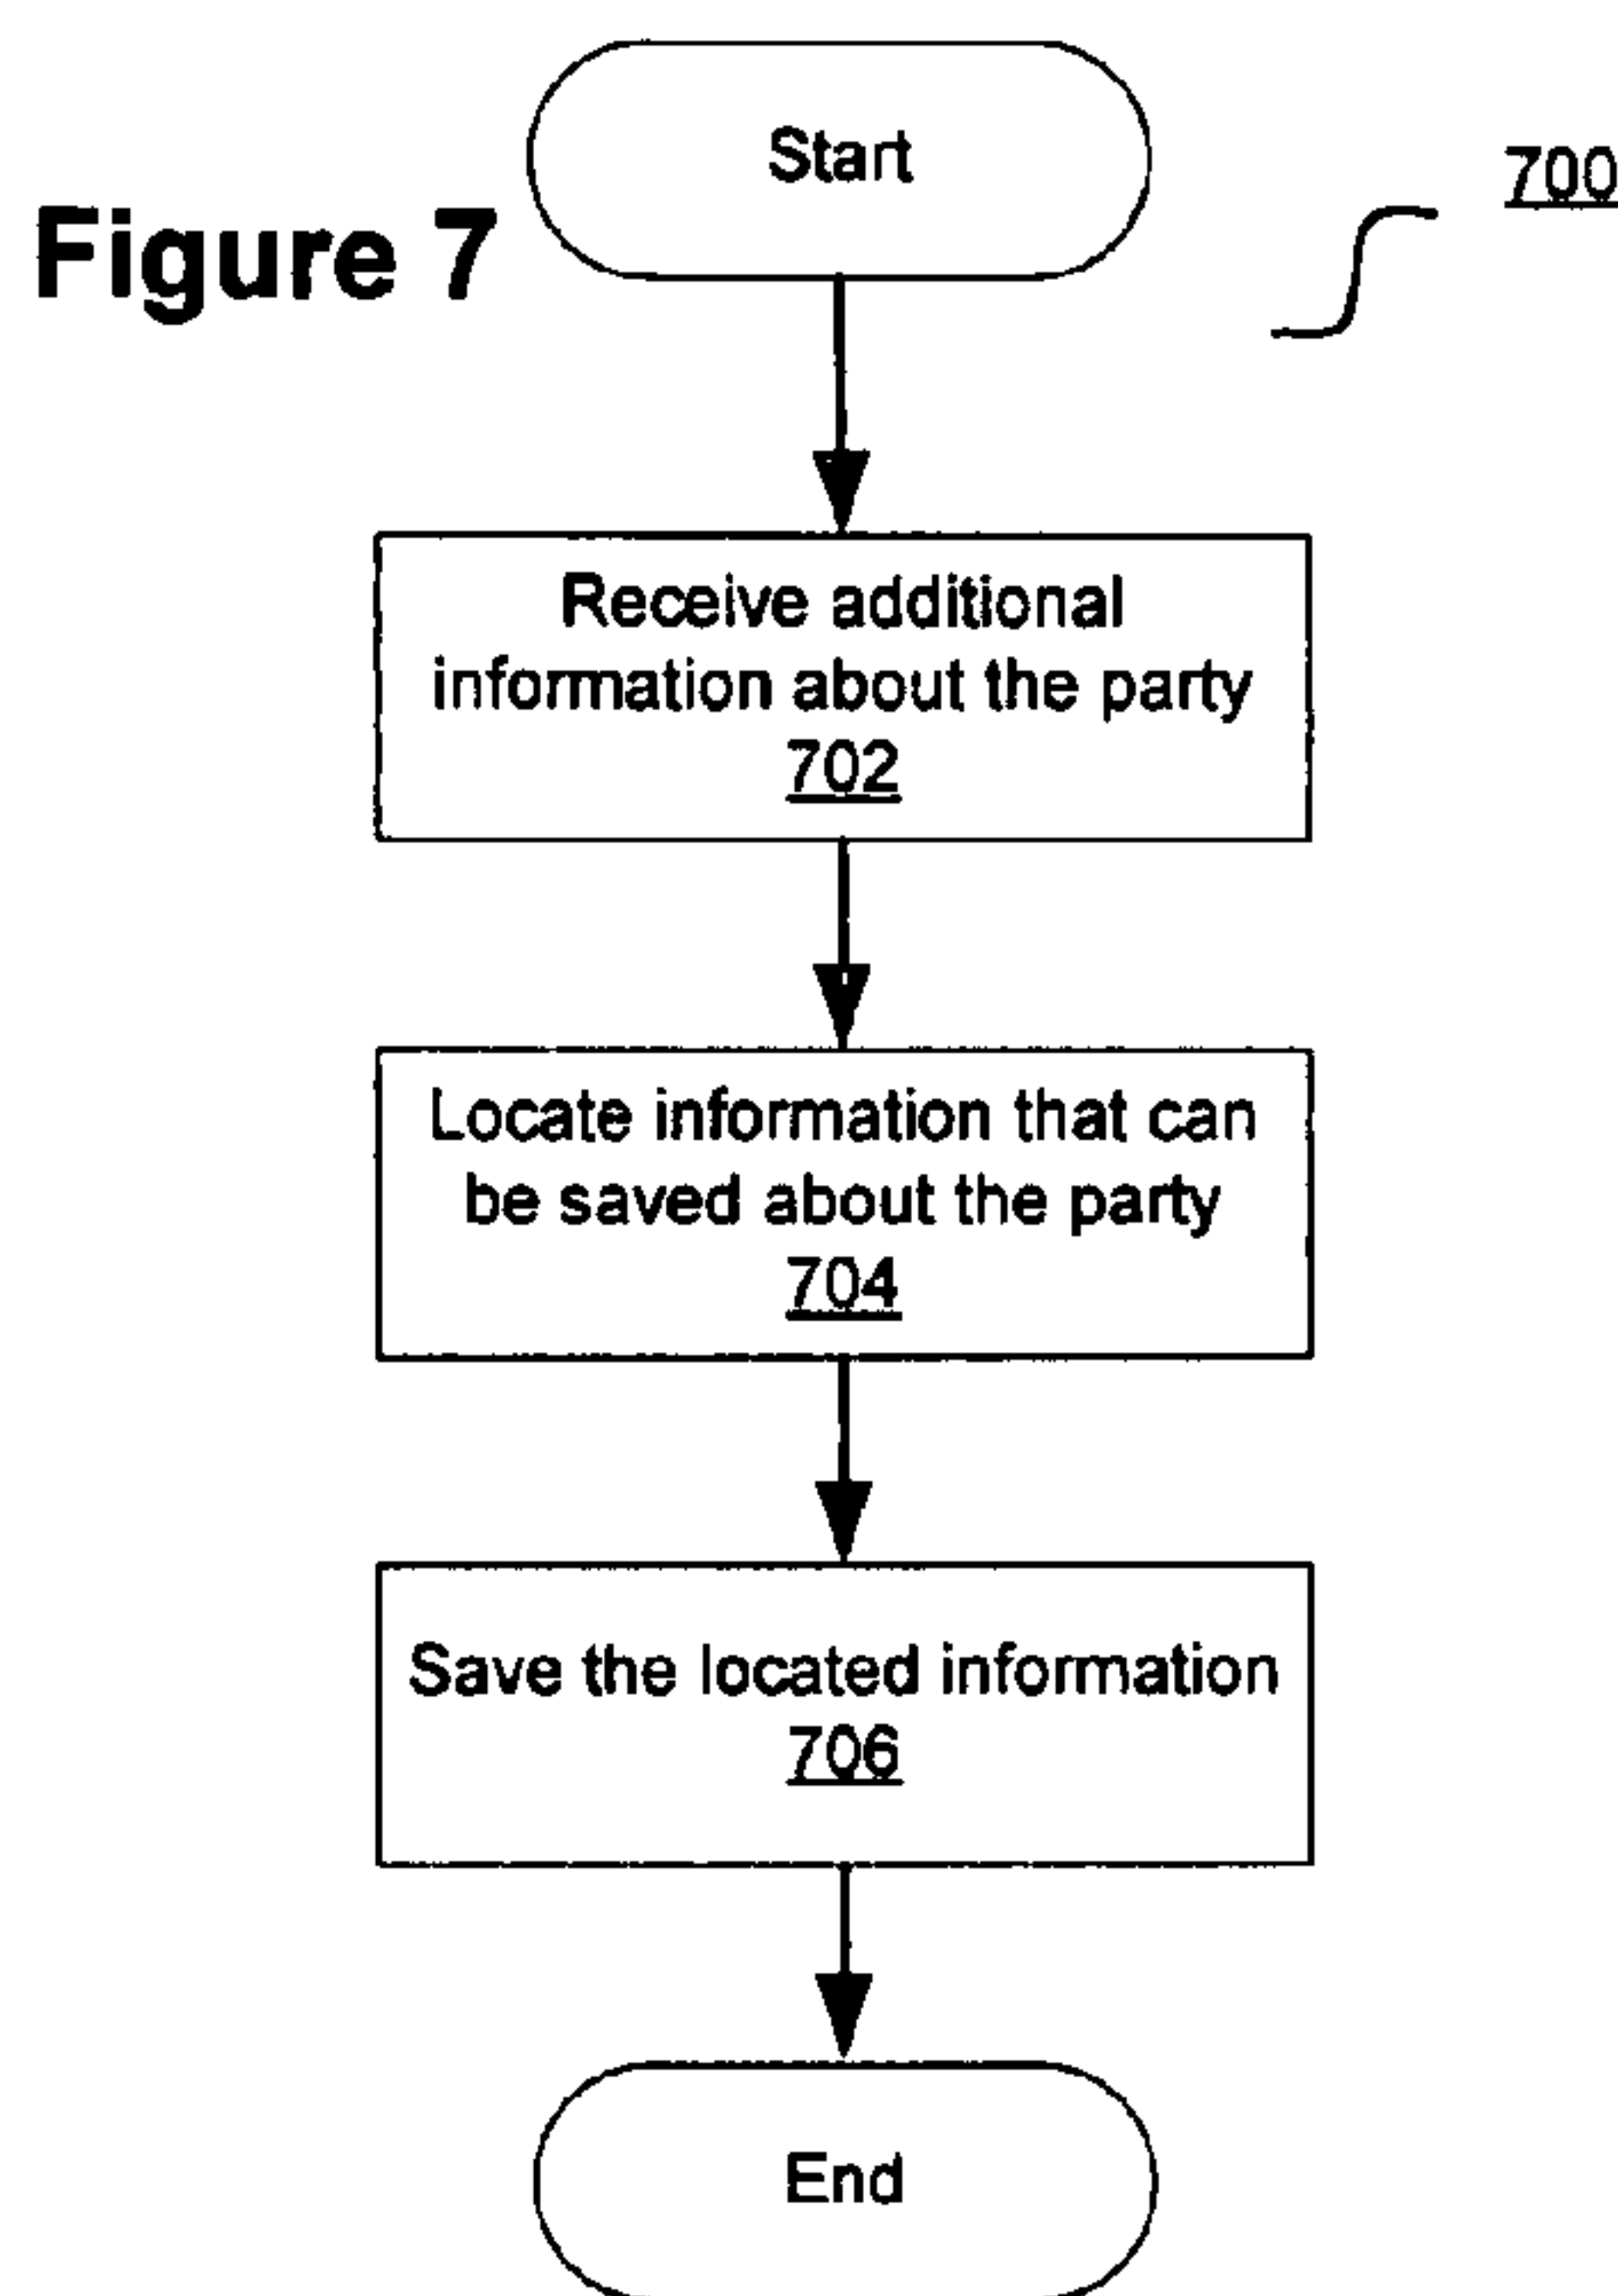 Start
Figure 7
700
Receive additional
information about the party
702
Locate information that can
be saved about the party
704
Save the located information
706
End